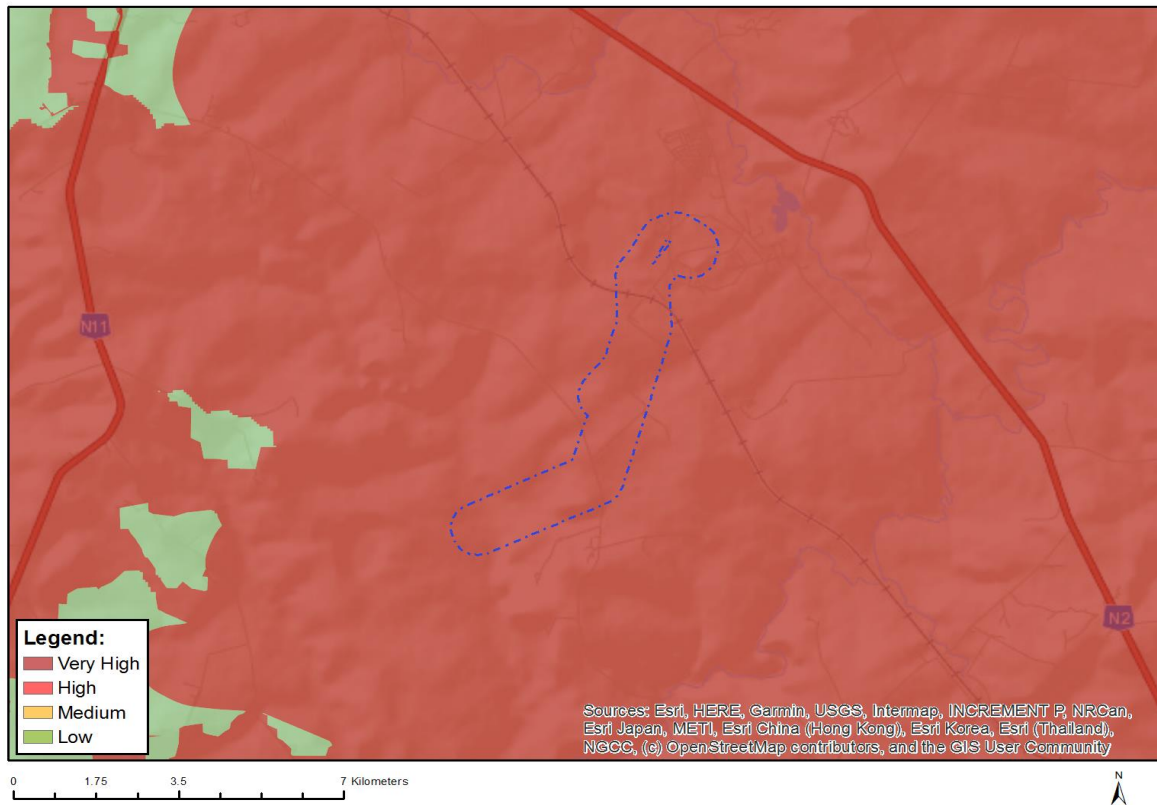 N11
N2
Legend:
Very High
High
Medium
Low
Sources: Esri, HERE, Garmin, USGS, Intermap, INCREMENT P, NRCan,
Esri Japan, METI, Esri China (Hong Kong), Esri Korea, Esri (Thailand),
NGCC, (c) OpenStreetMap contributors, and the GIS User Community
0 1.75 3.5 7 Kilometers
N